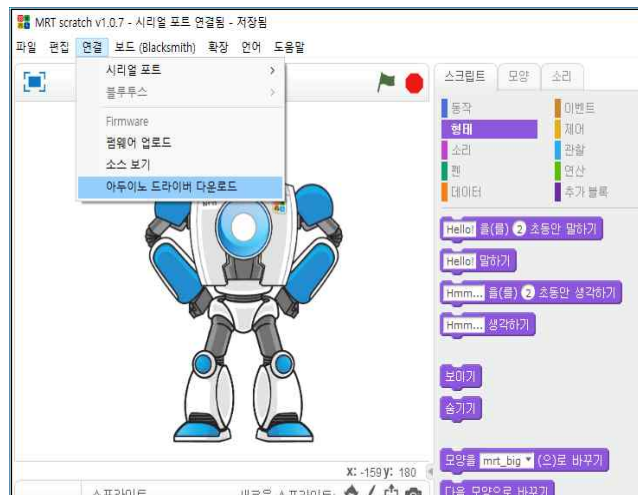 MRT scratch v1.0.7 - 시리얼 포트 연결됨 - 저장됨
파일 편집 연결 보드 (Blacksmith) 확장 언어 도움말
시리얼 포트 >
블루투스 >
Firmware
펌웨어 업로드
소스 보기
아두이노 드라이버 다운로드
X: -159 Y: 180
스프라이트 새로운 스프라이트:
스크립트 모양 소리
동작 이벤트
형태 제어
소리 관찰
펜 연산
데이터 추가 블록
Hello! 을(를) 2 초동안 말하기
Hello! 말하기
Hmm... 을(를) 2 초동안 생각하기
Hmm... 생각하기
보이기
숨기기
모양을 mrt_big (으)로 바꾸기
다음 모양으로 바꾸기